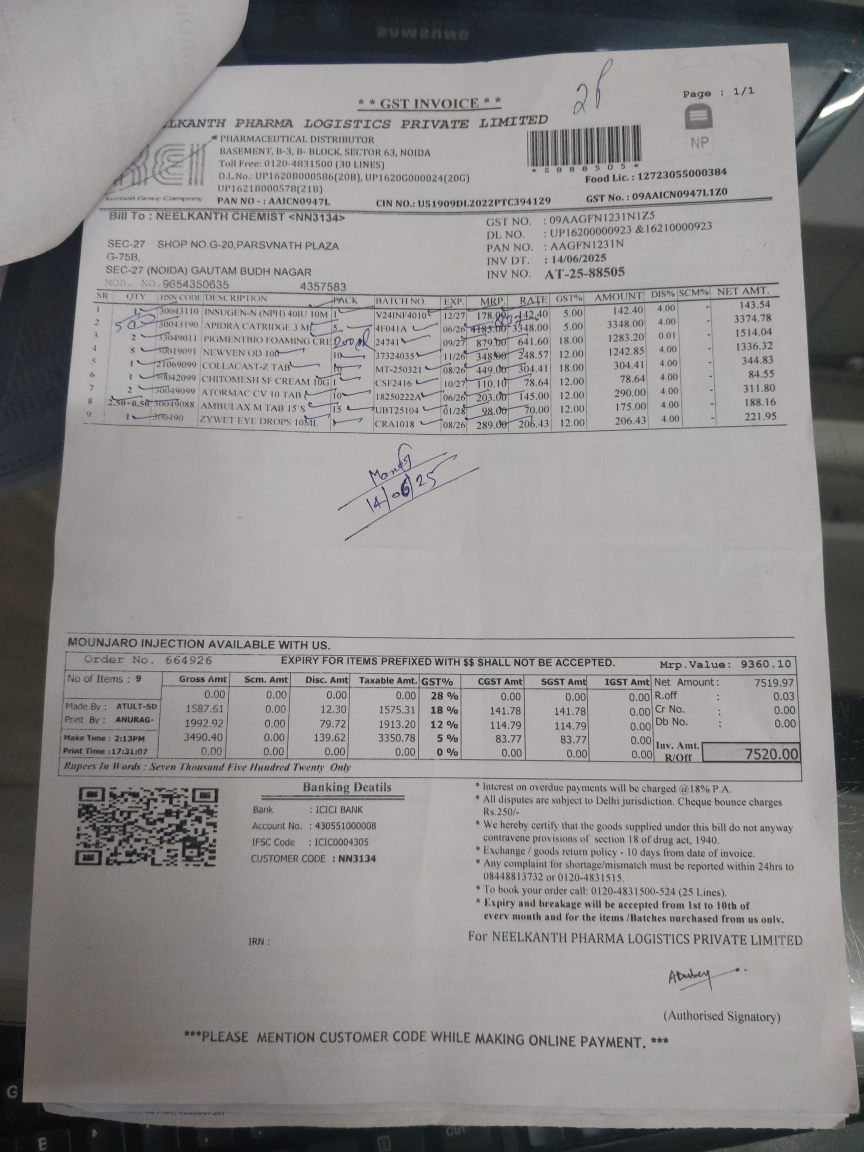 SAMSUNG
* * GST INVOICE * *
Page : 1/1
ELKANTH PHARMA LOGISTICS PRIVATE LIMITED
NP
PHARMACEUTICAL DISTRIBUTOR
BASEMENT, B-3, B- BLOCK, SECTOR 63, NOIDA
Toll Free: 0120-4831500 (30 LINES)
D.L.No.: UP1620B000586(20B), UP1620G000024(20G)
UP1621B000578(21B)
PAN NO - : AAICN0947L
CIN NO.: U51909DL2022PTC394129
Food Lic. : 12723055000384
GST No. : 09AAICN0947L1Z0
Bill To : NEELKANTH CHEMIST <NN3134>
SEC-27 SHOP NO.G-20,PARSVNATH PLAZA
G-75B,
SEC-27 (NOIDA) GAUTAM BUDH NAGAR
MOB. NO.9654350635 4357583
GST NO. : 09AAGFN1231N1Z5
DL NO. : UP16200000923 &16210000923
PAN NO. : AAGFN1231N
INV DT. : 14/06/2025
INV NO. AT-25-88505
SR QTY HSN CODE DESCRIPTION PACK BATCH NO. EXP. MRP. RATE GST% AMOUNT DIS% SCM% NET AMT.
1 1 30043110 INSUGEN-N (NPH) 40IU 10M 1 V24INF4010 12/27 178.00 142.40 5.00 142.40 4.00 - 143.54
2 30043190 APIDRA CATRIDGE 3 ML 5 4F041A 06/26 4185.00 3348.00 5.00 3348.00 4.00 - 3374.78
3 2 33049011 PIGMENTBIO FOAMING CRE 24741 09/27 879.00 641.60 18.00 1283.20 0.01 - 1514.04
4 5 30019091 NEWVEN OD 100 10 37324035 11/26 348.00 248.57 12.00 1242.85 4.00 - 1336.32
5 1 21069099 COLLACAST-Z TAB 10 MT-250321 08/26 449.00 304.41 18.00 304.41 4.00 - 344.83
6 1 30042099 CHITOMESH SF CREAM 10G 1 CSF2416 10/27 110.10 78.64 12.00 78.64 4.00 - 84.55
7 2 30049099 ATORMAC CV 10 TAB 10 18250222A 06/26 203.00 145.00 12.00 290.00 4.00 - 311.80
8 2.50+0.50 30049088 AMBULAX M TAB 15'S 15 UBT25104 01/28 98.00 70.00 12.00 175.00 4.00 - 188.16
9 1 300490 ZYWET EYE DROPS 10ML CRA1018 08/26 289.00 206.43 12.00 206.43 4.00 - 221.95
14/06/25
MOUNJARO INJECTION AVAILABLE WITH US.
Order No. 664926 EXPIRY FOR ITEMS PREFIXED WITH $$ SHALL NOT BE ACCEPTED. Mrp.Value: 9360.10
No of Items : 9 Gross Amt Scm. Amt Disc. Amt Taxable Amt. GST% CGST Amt SGST Amt IGST Amt Net Amount : 7519.97
0.00 0.00 0.00 0.00 28 % 0.00 0.00 0.00 R.off : 0.03
Made By : ATULT-SD 1587.61 0.00 12.30 1575.31 18 % 141.78 141.78 0.00 Cr No. : 0.00
Print By : ANURAG- 1992.92 0.00 79.72 1913.20 12 % 114.79 114.79 0.00 Db No. : 0.00
Make Time : 2:13PM 3490.40 0.00 139.62 3350.78 5 % 83.77 83.77 0.00
Print Time :17:31:07 0.00 0.00 0.00 0.00 0 % 0.00 0.00 0.00 Inv. Amt. R/Off 7520.00
Rupees In Words : Seven Thousand Five Hundred Twenty Only
Banking Deatils
Bank : ICICI BANK
Account No. : 430551000008
IFSC Code : ICIC0004305
CUSTOMER CODE : NN3134
* Interest on overdue payments will be charged @18% P.A.
* All disputes are subject to Delhi jurisdiction. Cheque bounce charges
Rs.250/-
* We hereby certify that the goods supplied under this bill do not anyway
contravene provisions of section 18 of drug act, 1940.
* Exchange / goods return policy - 10 days from date of invoice.
* Any complaint for shortage/mismatch must be reported within 24hrs to
08448813732 or 0120-4831515.
* To book your order call: 0120-4831500-524 (25 Lines).
* Expiry and breakage will be accepted from 1st to 10th of
every month and for the items /Batches purchased from us only.
IRN :
For NEELKANTH PHARMA LOGISTICS PRIVATE LIMITED
(Authorised Signatory)
***PLEASE MENTION CUSTOMER CODE WHILE MAKING ONLINE PAYMENT. ***